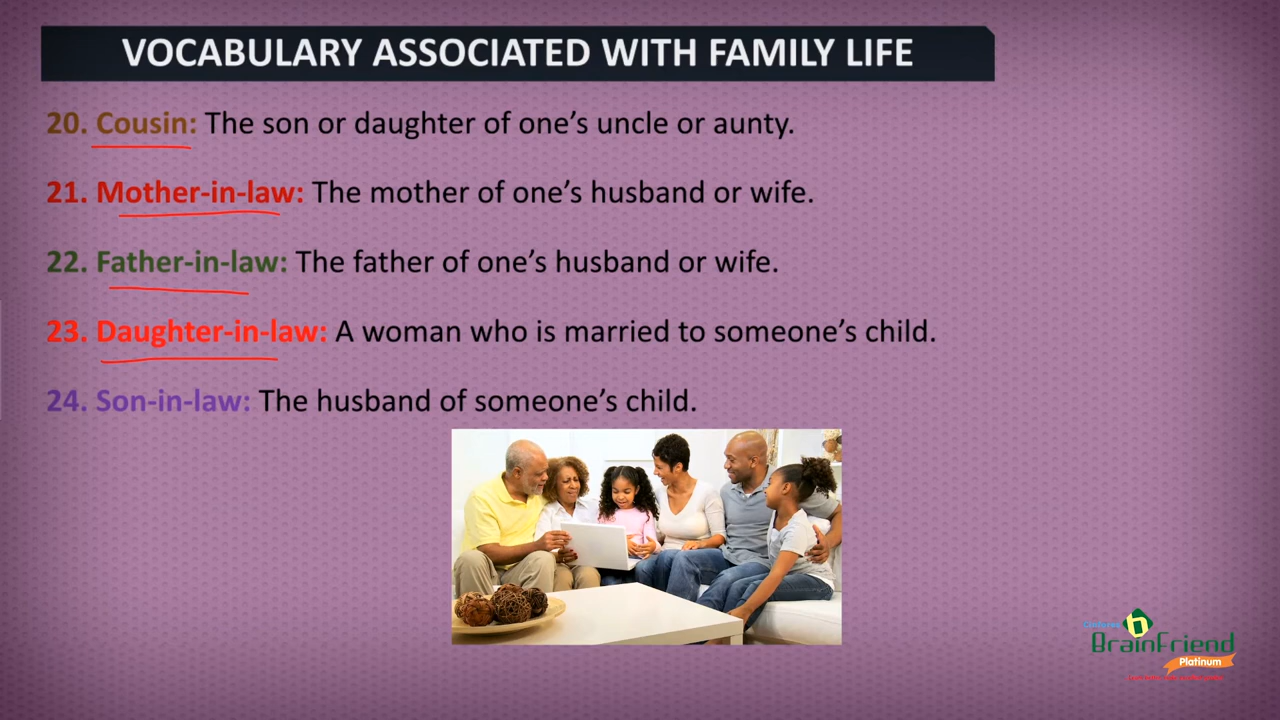 VOCABULARY ASSOCIATED WITH FAMILY LIFE
20. Cousin: The son or daughter of one’s uncle or aunty.
21. Mother-in-law: The mother of one’s husband or wife.
22. Father-in-law: The father of one’s husband or wife.
23. Daughter-in-law: A woman who is married to someone’s child.
24. Son-in-law: The husband of someone’s child.
BrainFriend
Platinum